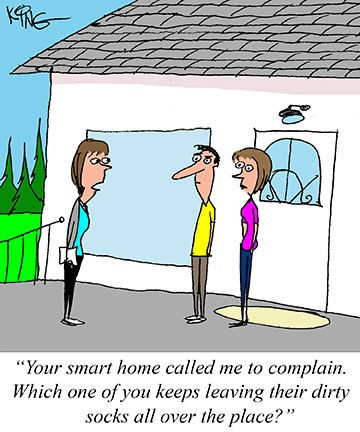 KING
“Your smart home called me to complain.
Which one of you keeps leaving their dirty
socks all over the place?”